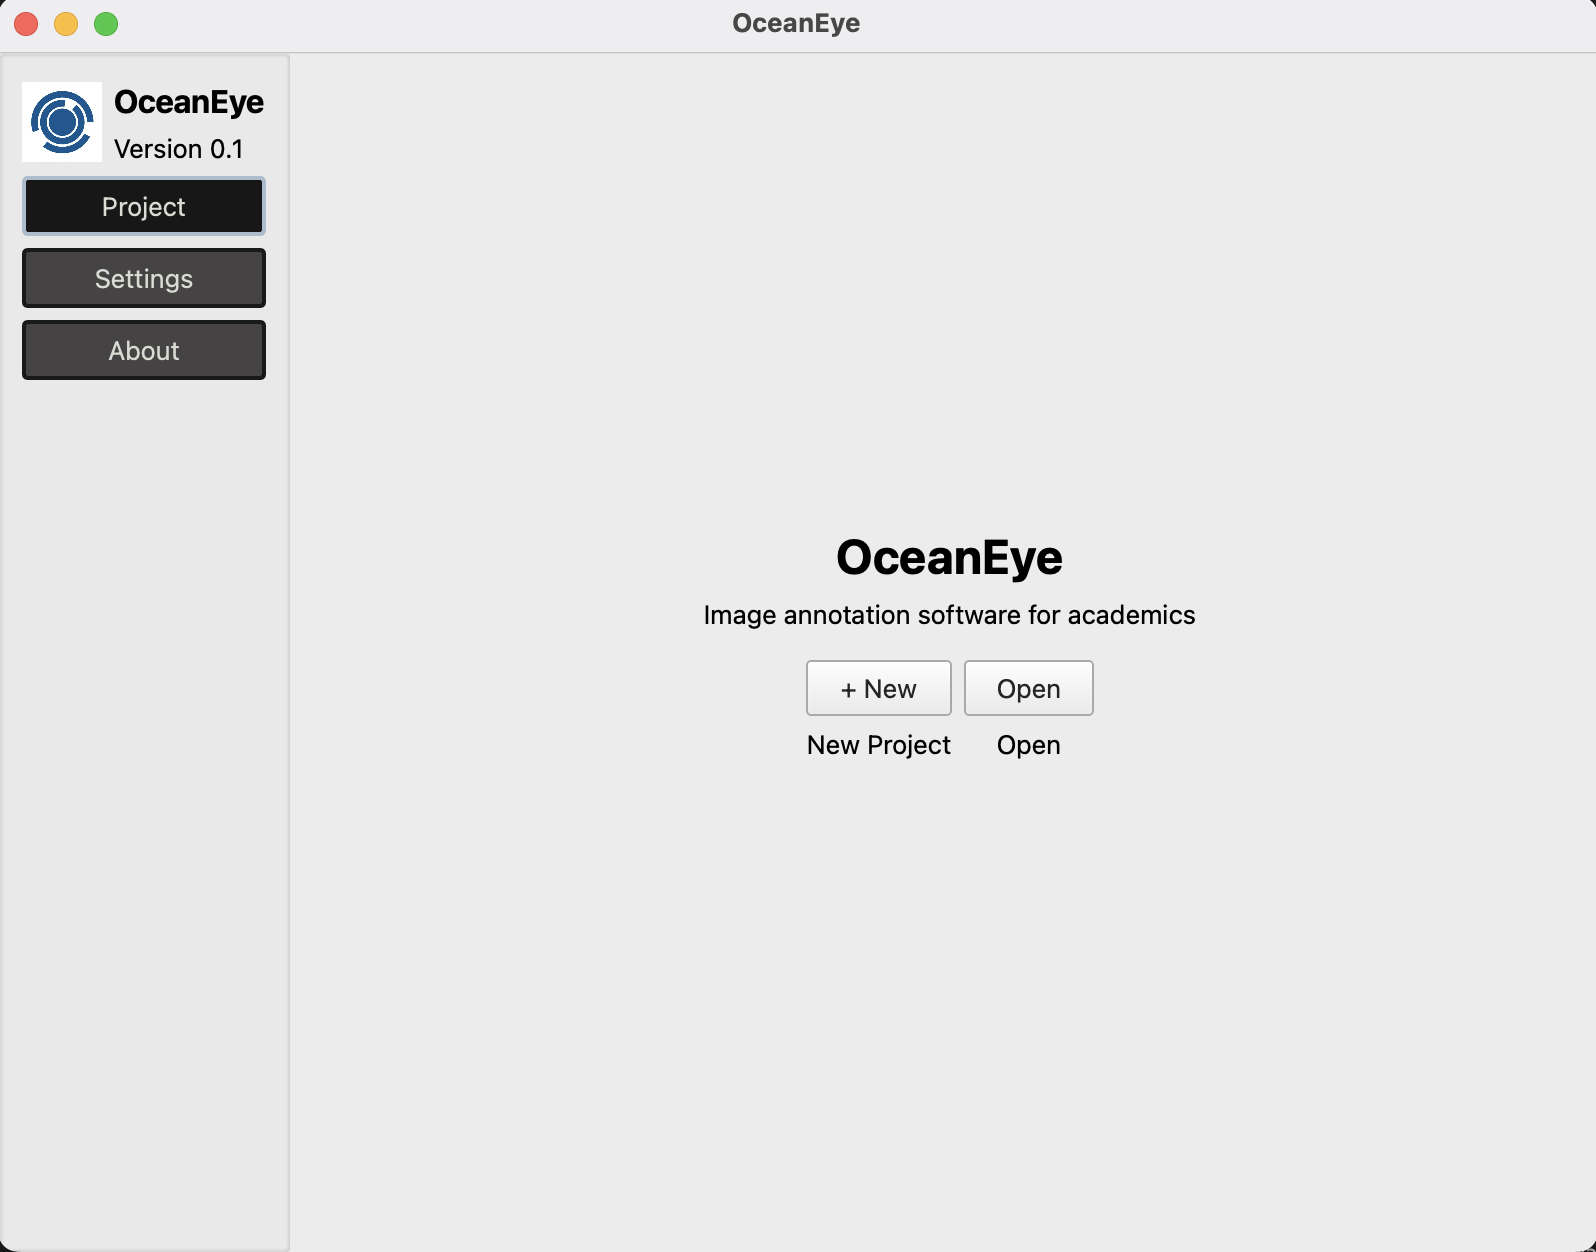 OceanEye
OceanEye
Version 0.1
Project
Settings
About
OceanEye
Image annotation software for academics
+ New
Open
New Project
Open